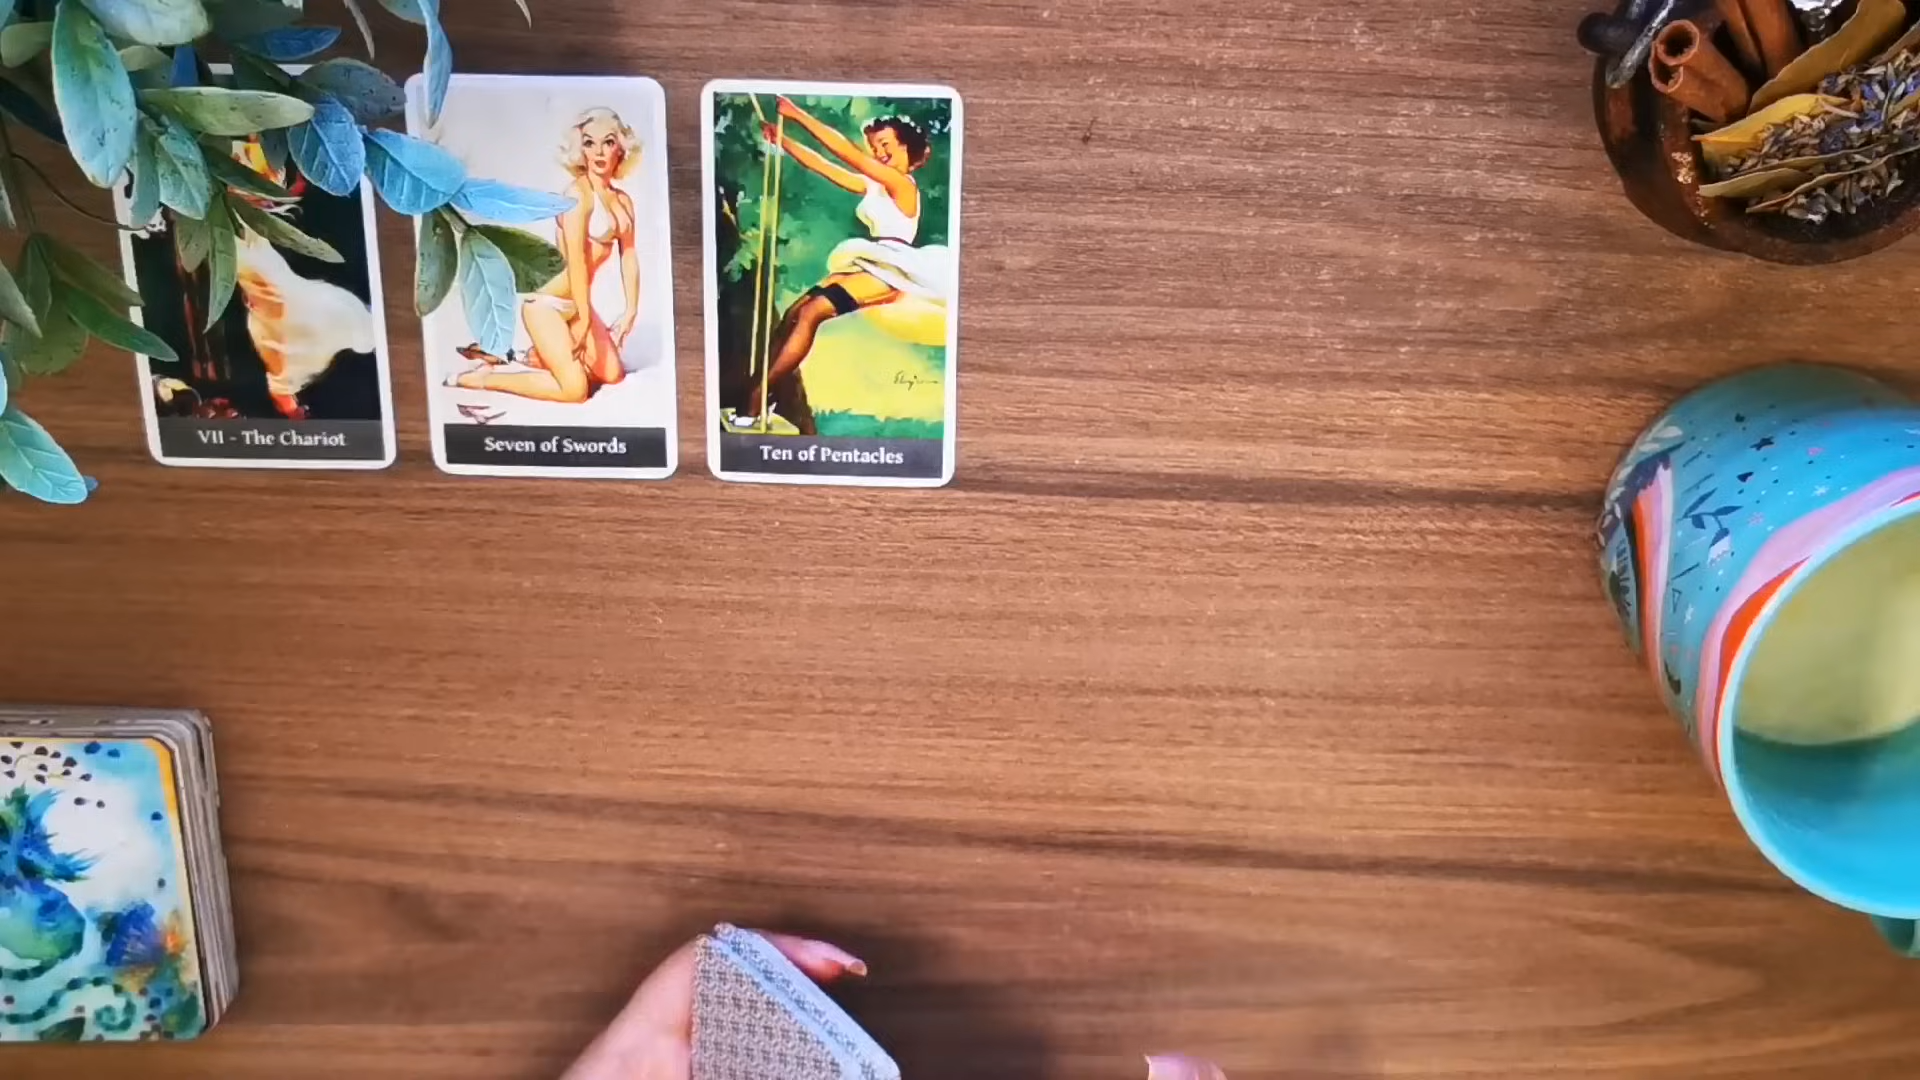 VII - The Chariot
Seven of Swords
Ten of Pentacles